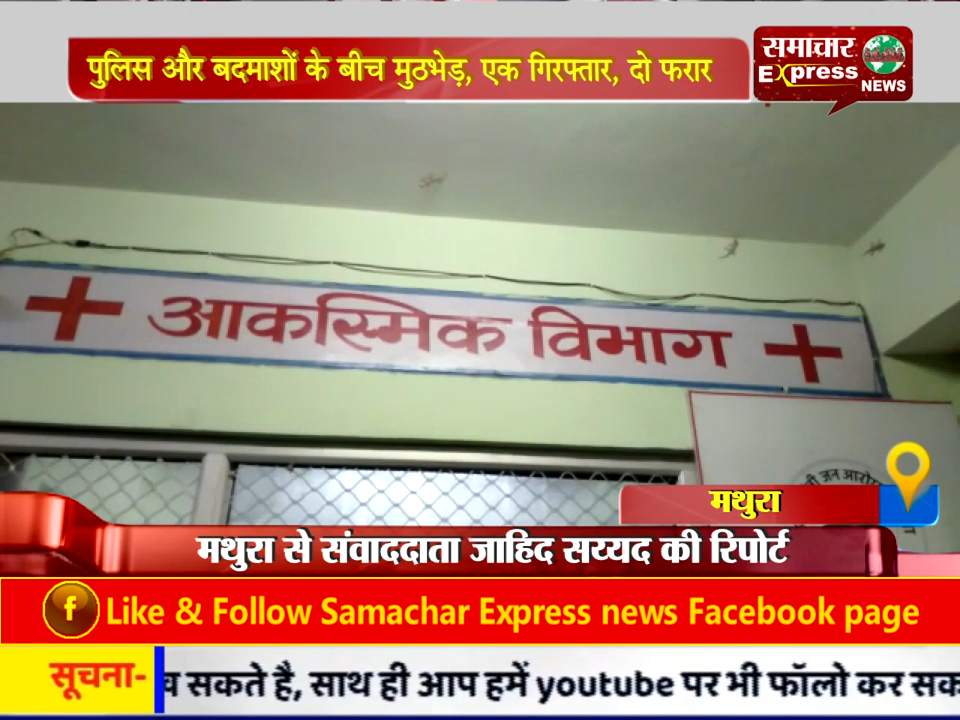 पुलिस और बदमाशों के बीच मुठभेड़, एक गिरफ्तार, दो फरार
समाचार
Express
NEWS
+ आकस्मिक विभाग +
जन
मथुरा
मथुरा से संवाददाता जाहिद सय्यद की रिपोर्ट
f Like & Follow Samachar Express news Facebook page
सूचना- सकते है, साथ ही आप हमें youtube पर भी फॉलो कर सक